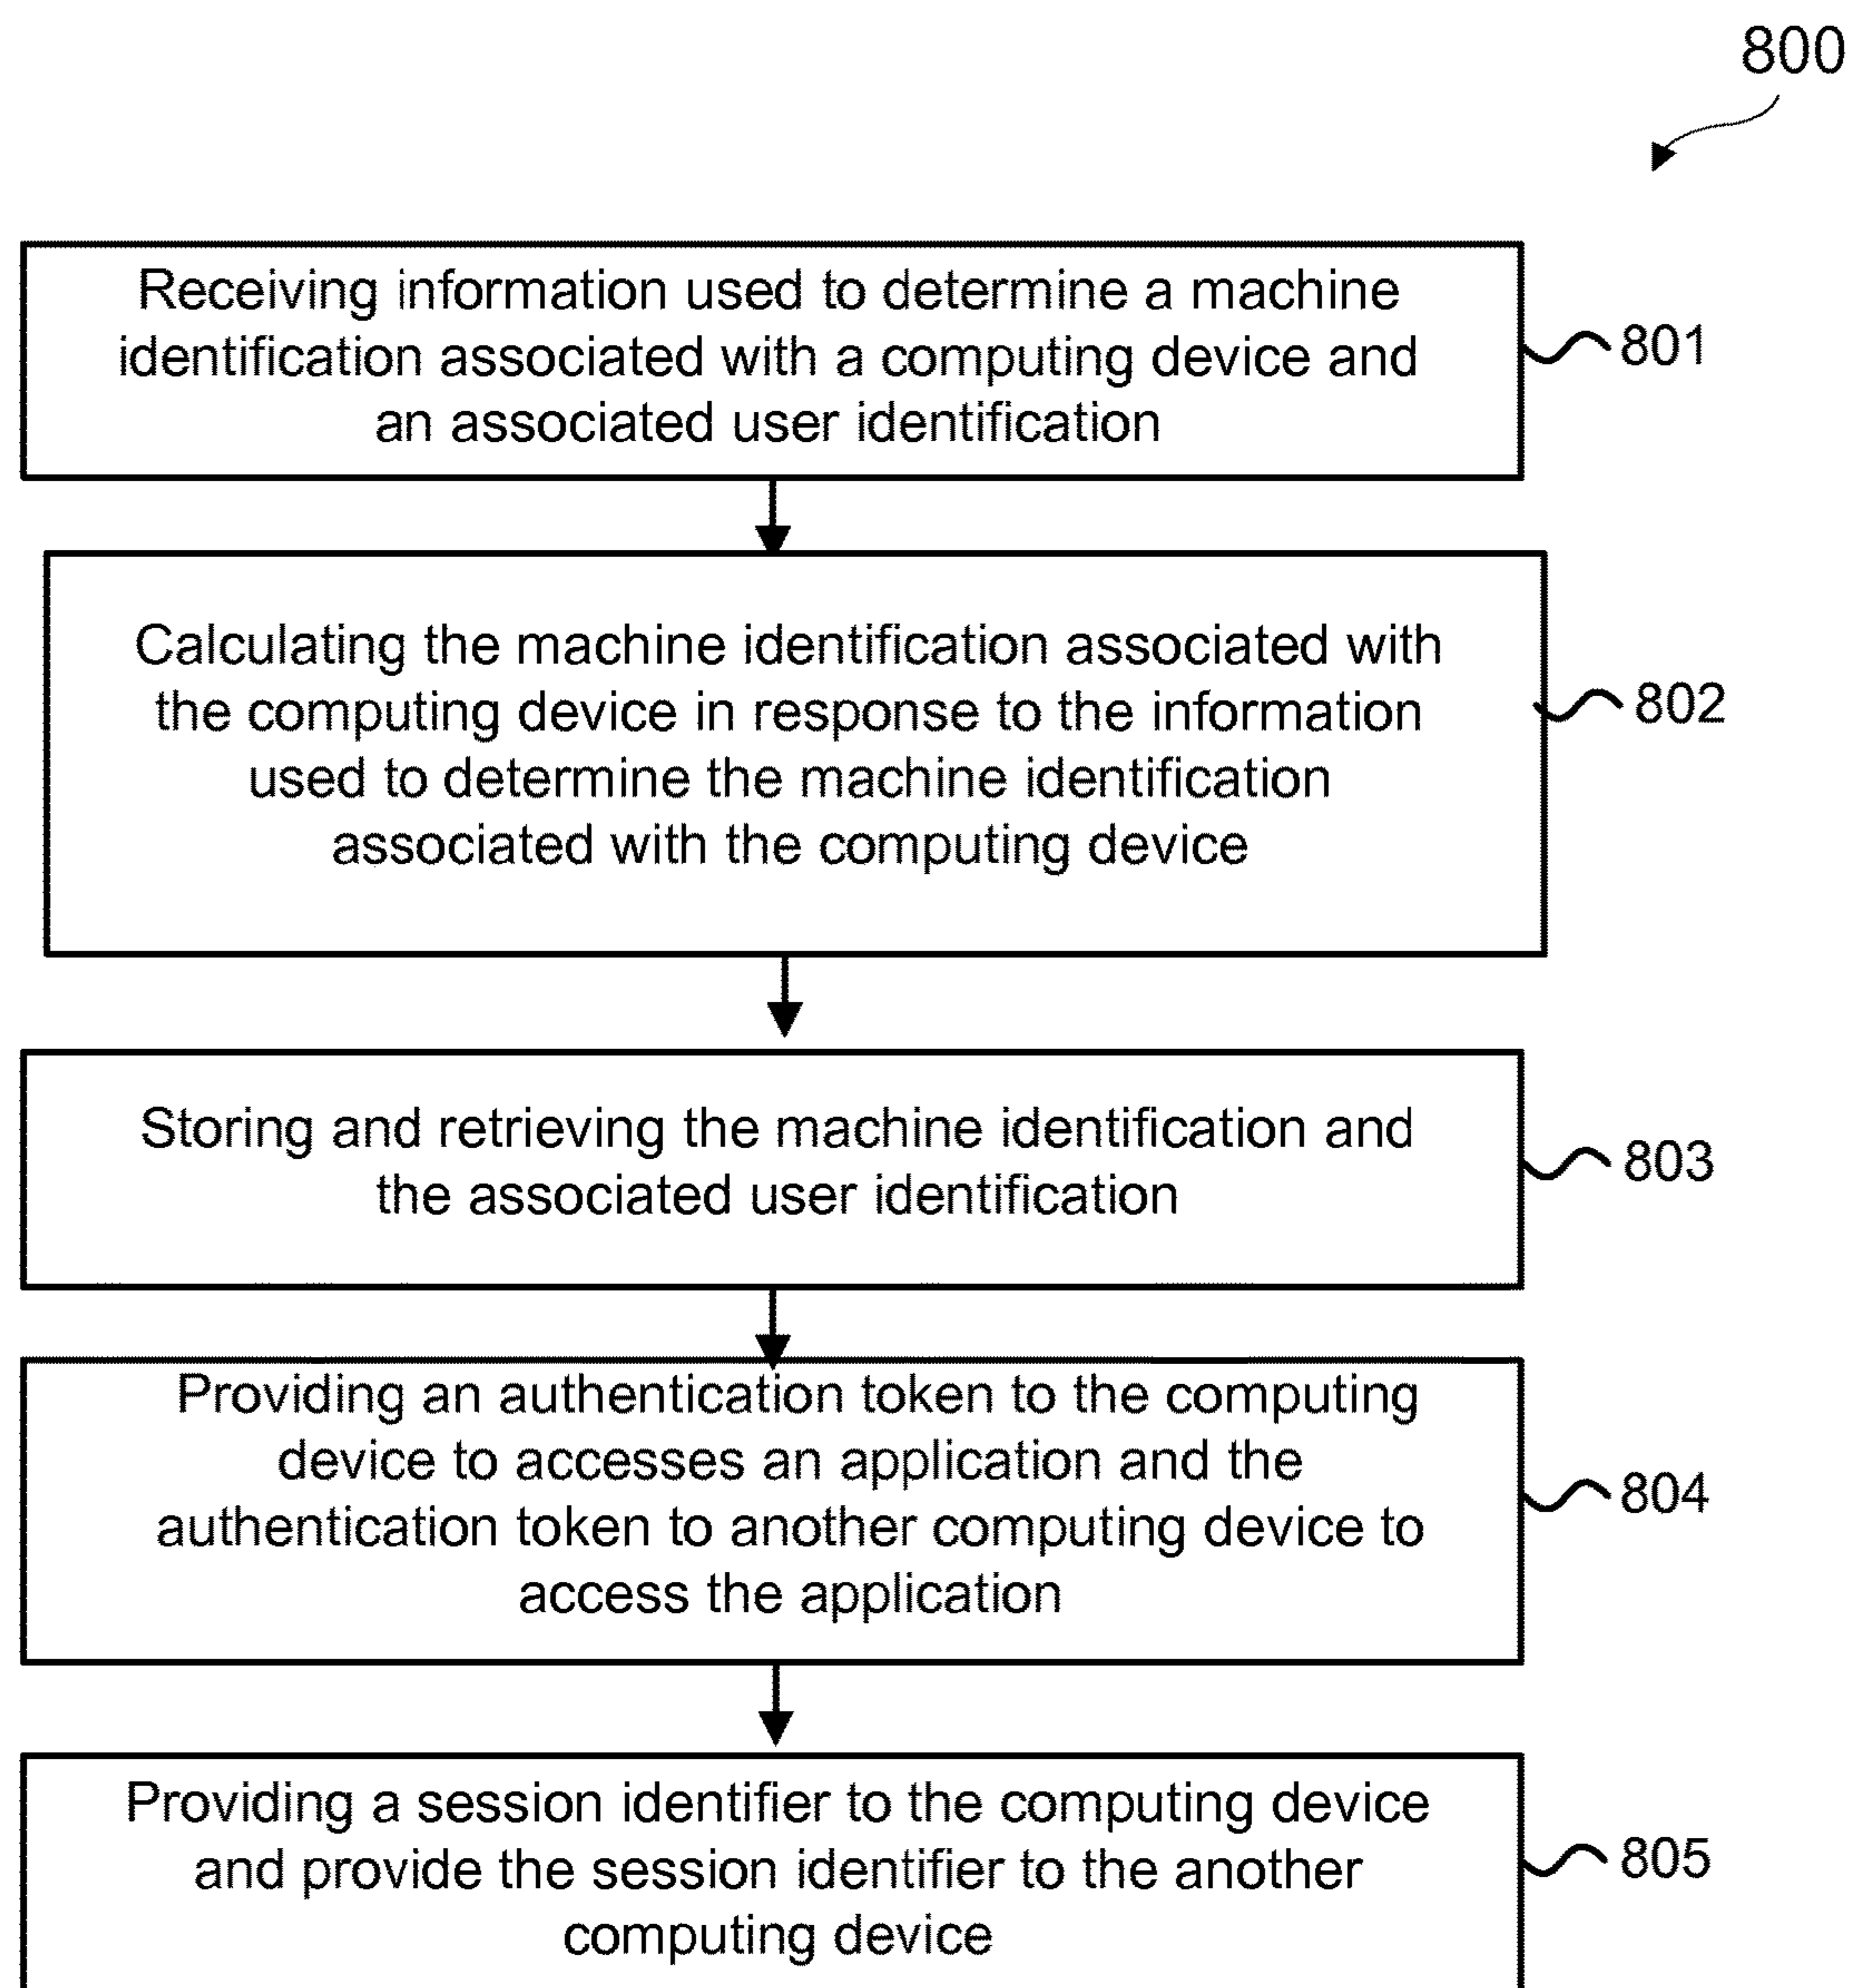 800
Receiving information used to determine a machine
identification associated with a computing device and
an associated user identification
801
Calculating the machine identification associated with
the computing device in response to the information
used to determine the machine identification
associated with the computing device
802
Storing and retrieving the machine identification and
the associated user identification
803
Providing an authentication token to the computing
device to accesses an application and the
authentication token to another computing device to
access the application
804
Providing a session identifier to the computing device
and provide the session identifier to the another
computing device
805